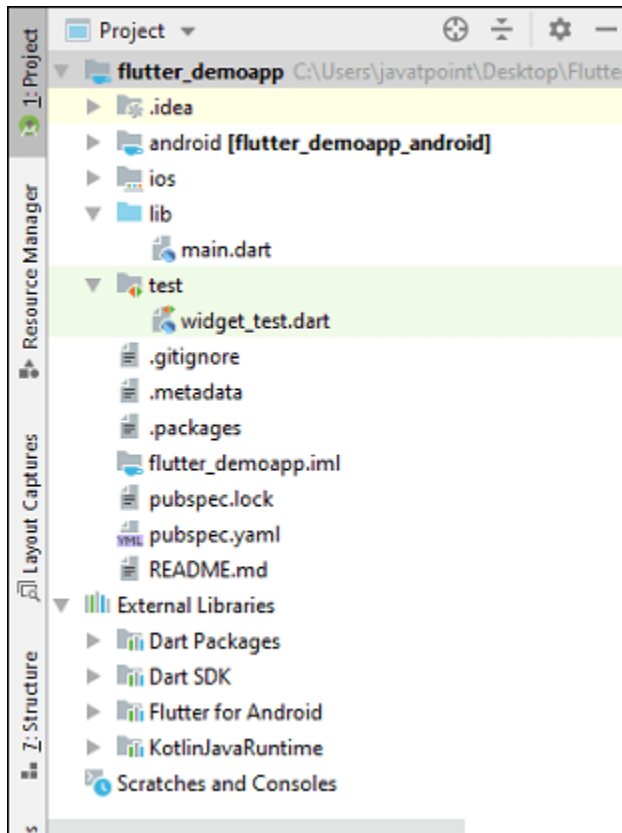 Project
flutter_demoapp C:\Users\javatpoint\Desktop\Flutte
.idea
android [flutter_demoapp_android]
ios
lib
main.dart
test
widget_test.dart
.gitignore
.metadata
.packages
flutter_demoapp.iml
pubspec.lock
YML pubspec.yaml
README.md
External Libraries
Dart Packages
Dart SDK
Flutter for Android
KotlinJavaRuntime
Scratches and Consoles
1: Project
Resource Manager
Layout Captures
7: Structure